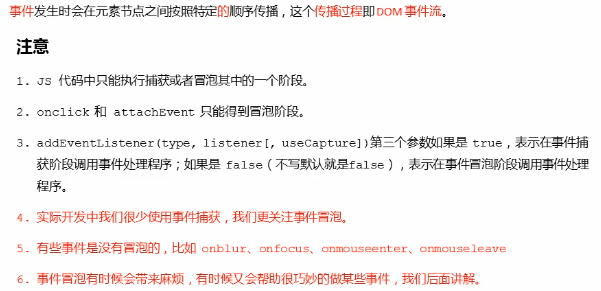 事件发生时会在元素节点之间按照特定的顺序传播，这个传播过程即 DOM 事件流。
注意
1. JS 代码中只能执行捕获或者冒泡其中的一个阶段。
2. onclick 和 attachEvent 只能得到冒泡阶段。
3. addEventListener(type, listener[, useCapture])第三个参数如果是 true，表示在事件捕
获阶段调用事件处理程序；如果是 false（不写默认就是false），表示在事件冒泡阶段调用事件处理
程序。
4. 实际开发中我们很少使用事件捕获，我们更关注事件冒泡。
5. 有些事件是没有冒泡的，比如 onblur、onfocus、onmouseenter、onmouseleave
6. 事件冒泡有时候会带来麻烦，有时候又会帮助很巧妙的做某些事件，我们后面讲解。